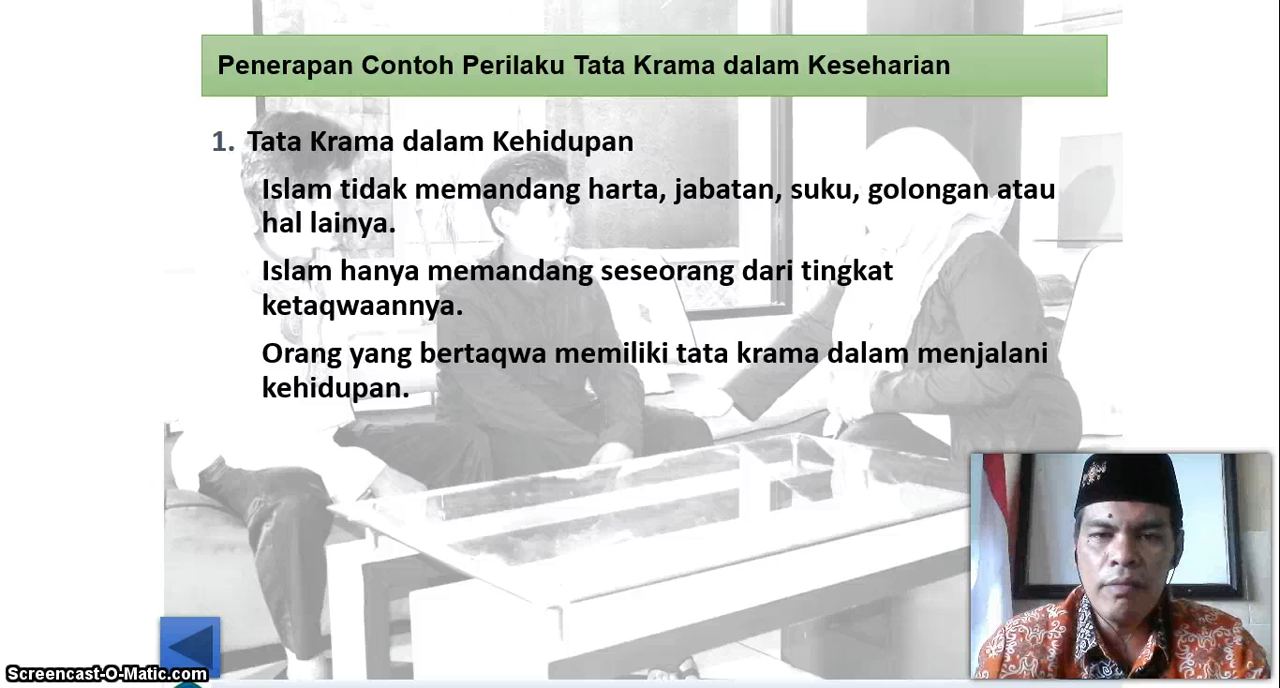 Penerapan Contoh Perilaku Tata Krama dalam Keseharian
1. Tata Krama dalam Kehidupan
Islam tidak memandang harta, jabatan, suku, golongan atau
hal lainya.
Islam hanya memandang seseorang dari tingkat
ketaqwaannya.
Orang yang bertaqwa memiliki tata krama dalam menjalani
kehidupan.
Screencast-O-Matic.com